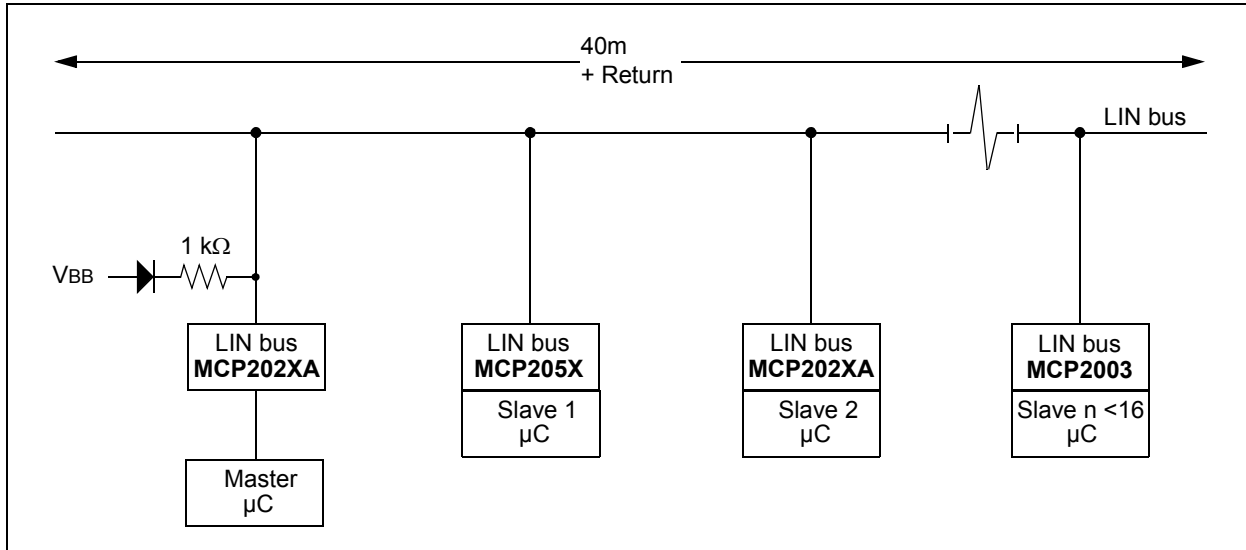 40m
+ Return
LIN bus
1 kΩ
VBB
LIN bus
MCP202XA
Master
µC
LIN bus
MCP205X
Slave 1
µC
LIN bus
MCP202XA
Slave 2
µC
LIN bus
MCP2003
Slave n <16
µC